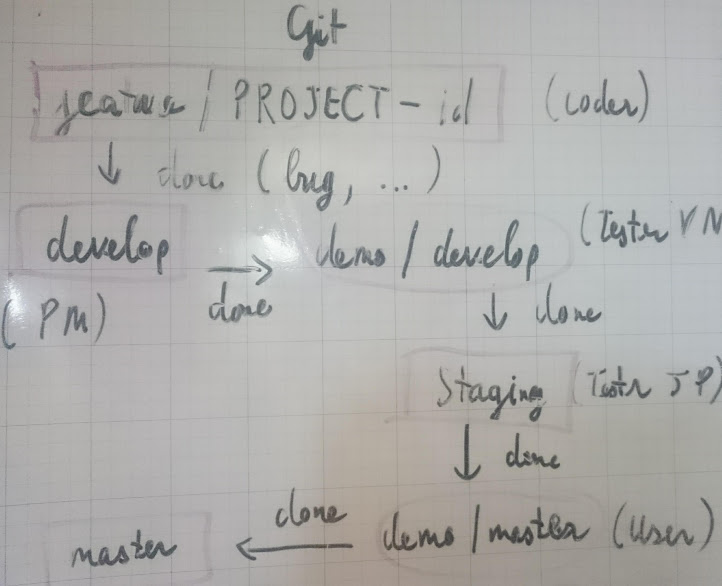 Git
feature / PROJECT - id (Coder)
↓ done (bug, ...)
develop → demo / develop (Tester VN
(PM) done ↓ done
Staging (Tester JP)
↓ done
master ← done demo / master (User)